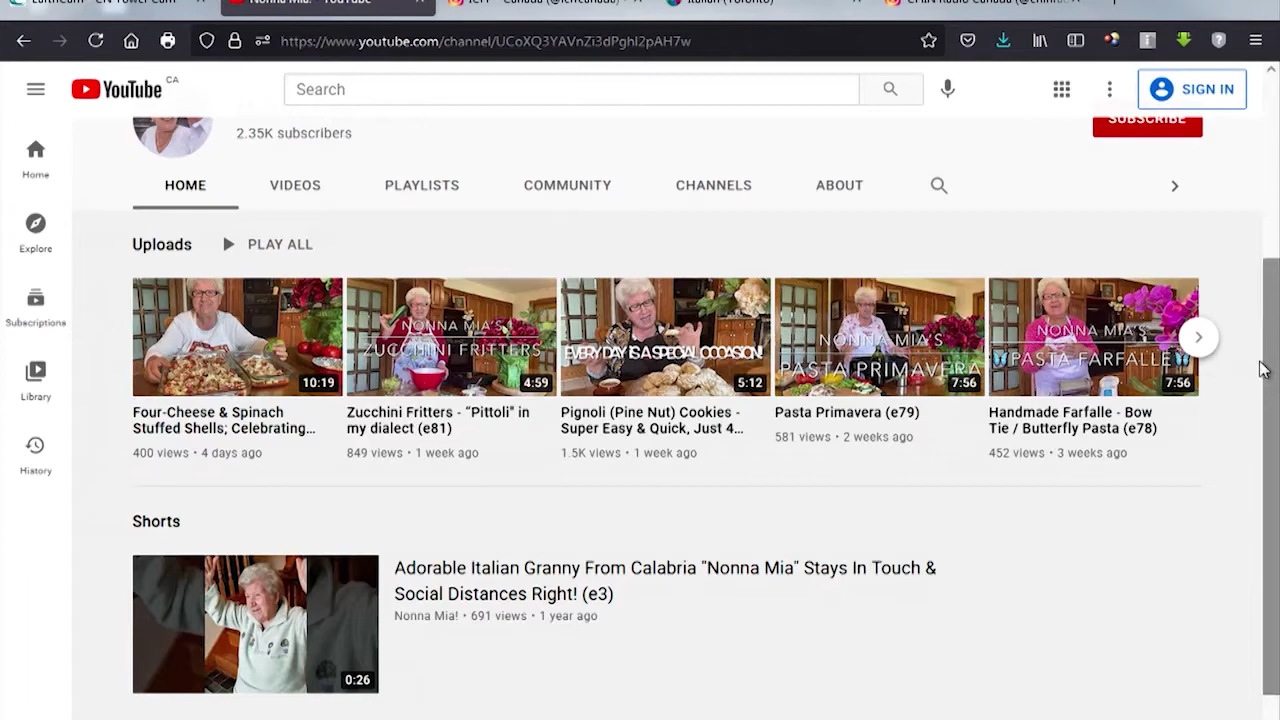 Nonna Mia! - YouTube
Italian (Toronto)
https://www.youtube.com/channel/UCoXQ3YAVnZi3dPghl2pAH7w
YouTube CA
Search
SIGN IN
2.35K subscribers
SUBSCRIBE
Home
Explore
Subscriptions
Library
History
HOME VIDEOS PLAYLISTS COMMUNITY CHANNELS ABOUT
Uploads PLAY ALL
10:19
NONNA MIA'S
ZUCCHINI FRITTERS
4:59
EVERY DAY IS A SPECIAL OCCASION!
5:12
NONNA MIA'S
PASTA PRIMAVERA
7:56
NONNA MIA'S
PASTA FARFALLE
7:56
Four-Cheese & Spinach
Stuffed Shells; Celebrating...
400 views • 4 days ago
Zucchini Fritters - “Pittoli" in
my dialect (e81)
849 views • 1 week ago
Pignoli (Pine Nut) Cookies -
Super Easy & Quick, Just 4...
1.5K views • 1 week ago
Pasta Primavera (e79)
581 views • 2 weeks ago
Handmade Farfalle - Bow
Tie / Butterfly Pasta (e78)
452 views • 3 weeks ago
Shorts
0:26
Adorable Italian Granny From Calabria "Nonna Mia" Stays In Touch &
Social Distances Right! (e3)
Nonna Mia! • 691 views • 1 year ago